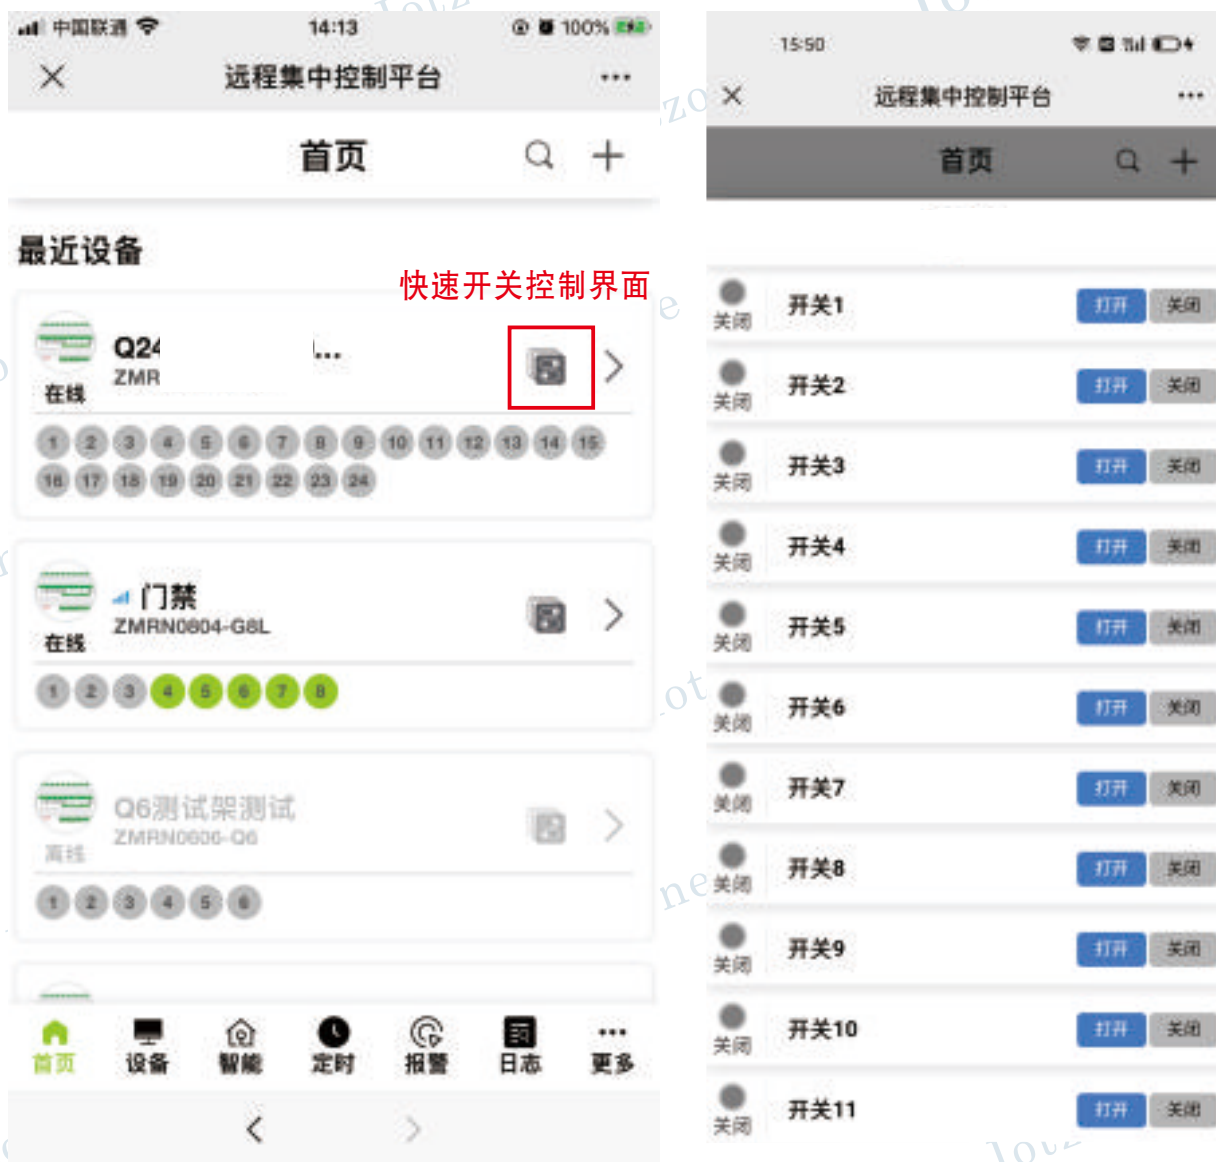 中国联通
14:13
100%
远程集中控制平台
首页
最近设备
快速开关控制界面
Q24
...
ZMR
在线
1 2 3 4 5 6 7 8 9 10 11 12 13 14 15
16 17 18 19 20 21 22 23 24
门禁
ZMRN0804-G8L
在线
1 2 3 4 5 6 7 8
Q6测试架测试
ZMRN0606-Q6
离线
1 2 3 4 5 6
首页 设备 智能 定时 报警 日志 更多
15:50
远程集中控制平台
首页
关闭 开关1 打开 关闭
关闭 开关2 打开 关闭
关闭 开关3 打开 关闭
关闭 开关4 打开 关闭
关闭 开关5 打开 关闭
关闭 开关6 打开 关闭
关闭 开关7 打开 关闭
关闭 开关8 打开 关闭
关闭 开关9 打开 关闭
关闭 开关10 打开 关闭
关闭 开关11 打开 关闭